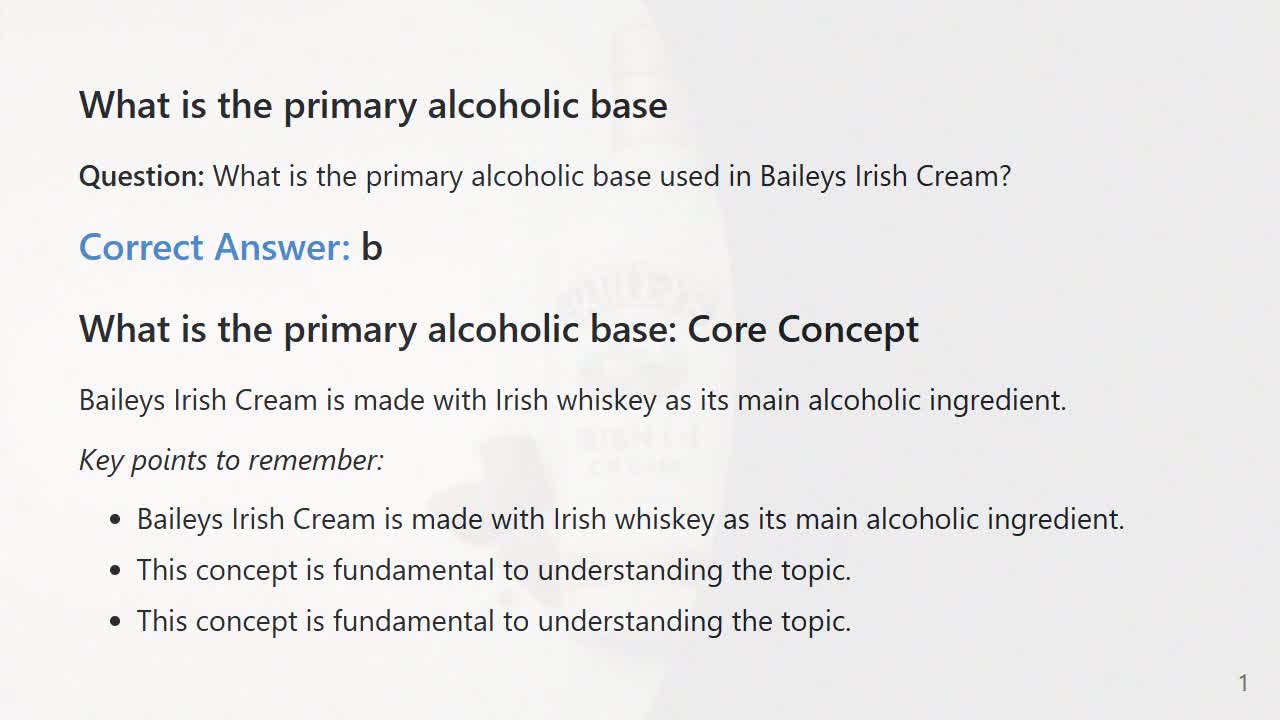 What is the primary alcoholic base
Question: What is the primary alcoholic base used in Baileys Irish Cream?
Correct Answer: b
What is the primary alcoholic base: Core Concept
Baileys Irish Cream is made with Irish whiskey as its main alcoholic ingredient.
Key points to remember:
• Baileys Irish Cream is made with Irish whiskey as its main alcoholic ingredient.
• This concept is fundamental to understanding the topic.
• This concept is fundamental to understanding the topic.
1